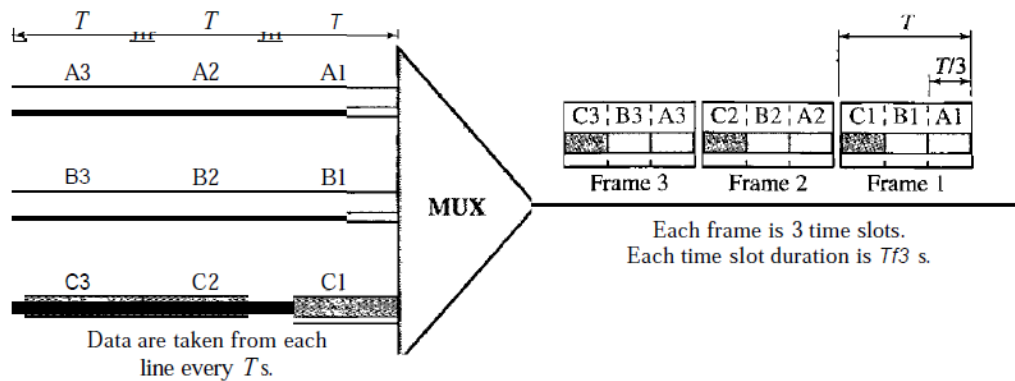 T T T
A3 A2 A1
B3 B2 B1
C3 C2 C1
Data are taken from each
line every T s.
MUX
T
T/3
C3 B3 A3 C2 B2 A2 C1 B1 A1
Frame 3 Frame 2 Frame 1
Each frame is 3 time slots.
Each time slot duration is Tf3 s.